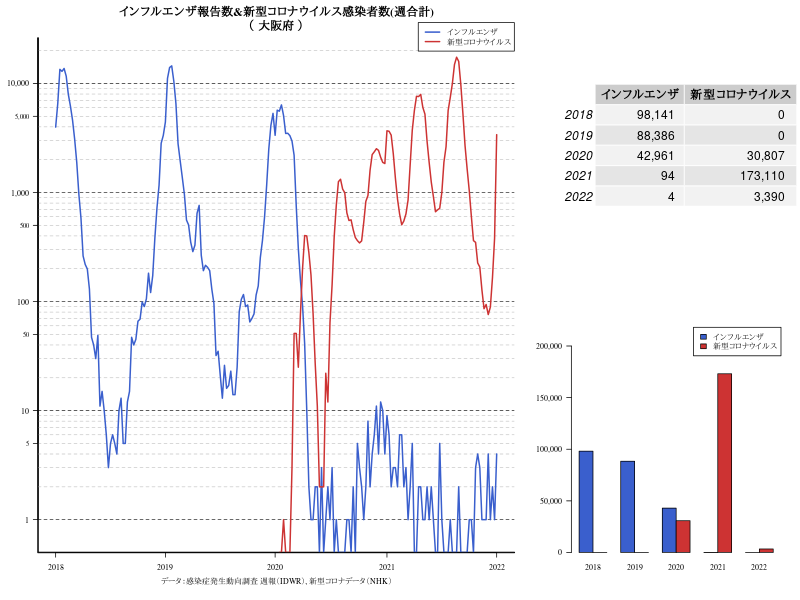 インフルエンザ報告数&新型コロナウイルス感染者数(週合計)
( 大阪府 )
インフルエンザ
新型コロナウイルス
10,000
5,000
1,000
500
100
50
10
5
1
2018
2019
2020
2021
2022
データ:感染症発生動向調査 週報(IDWR)、新型コロナデータ(NHK)
インフルエンザ 新型コロナウイルス
2018 98,141 0
2019 88,386 0
2020 42,961 30,807
2021 94 173,110
2022 4 3,390
インフルエンザ
新型コロナウイルス
200,000
150,000
100,000
50,000
0
2018
2019
2020
2021
2022